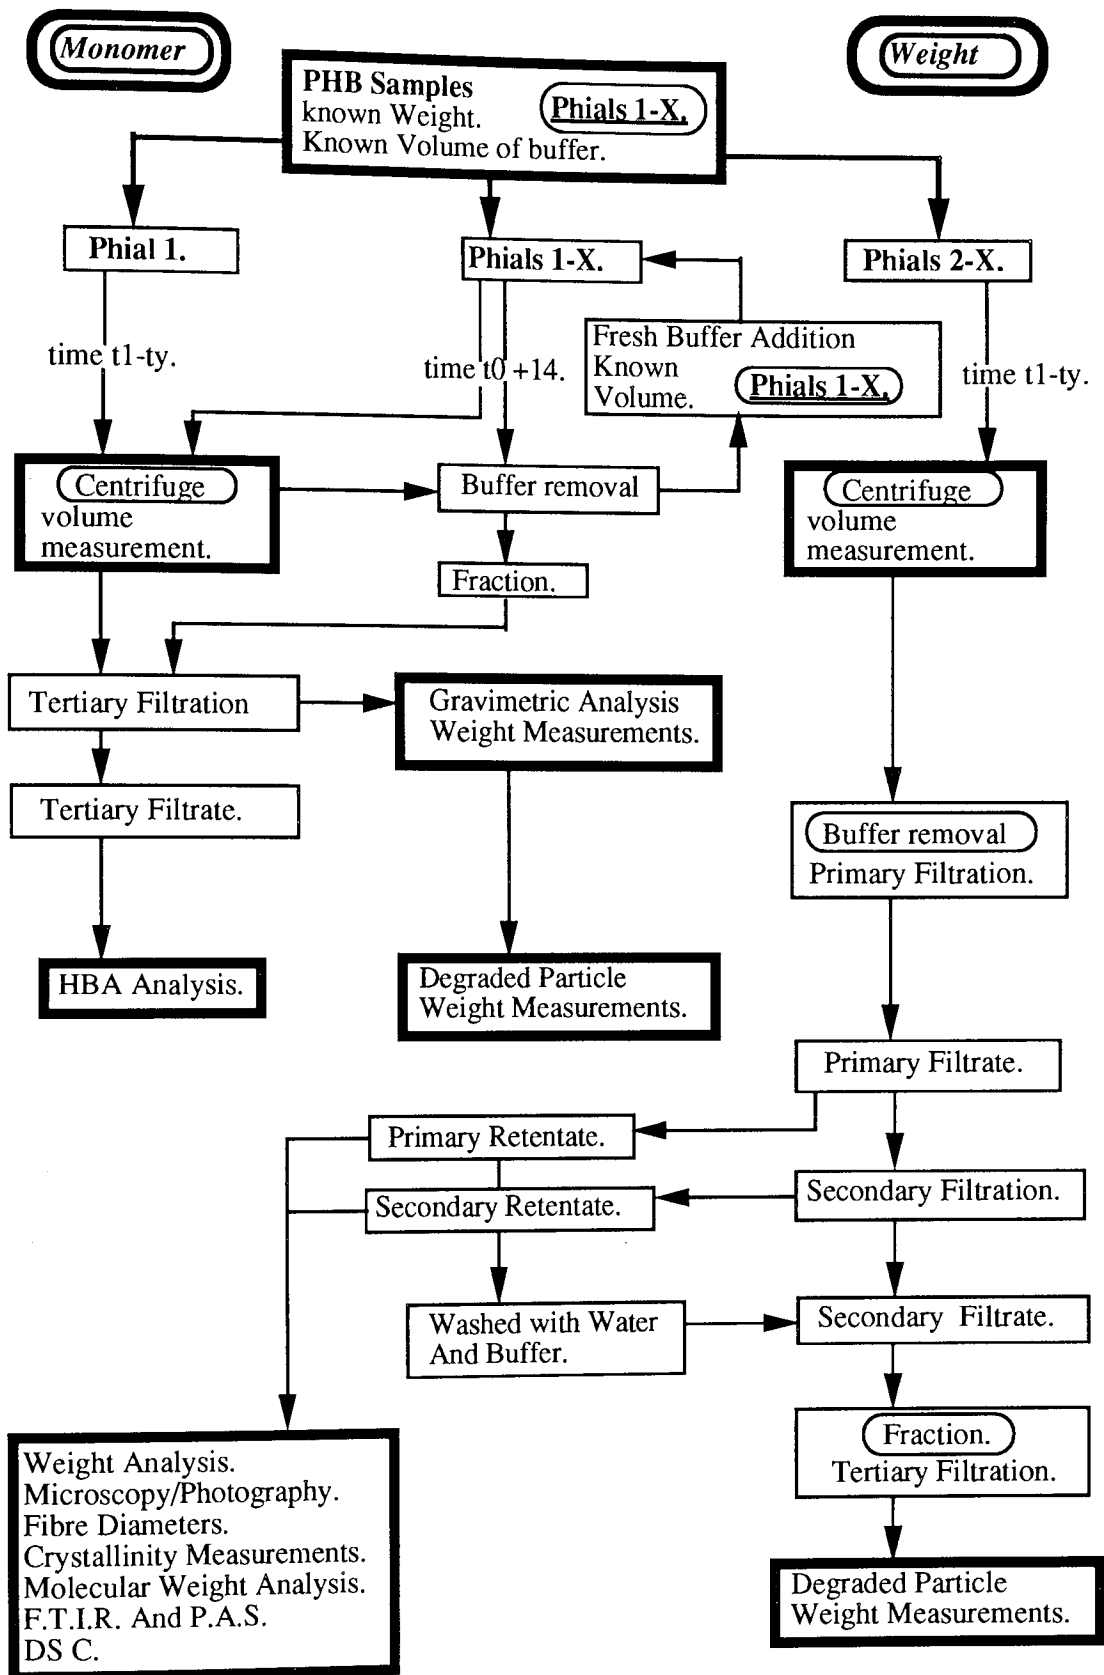 Monomer
Weight
PHB Samples
known Weight.
Known Volume of buffer.
Phials 1-X.
Phial 1.
Phials 1-X.
Phials 2-X.
time t1-ty.
time t0 +14.
Fresh Buffer Addition
Known
Volume.
Phials 1-X.
time t1-ty.
Centrifuge
volume
measurement.
Buffer removal
Centrifuge
volume
measurement.
Fraction.
Tertiary Filtration
Gravimetric Analysis
Weight Measurements.
Tertiary Filtrate.
Buffer removal
Primary Filtration.
HBA Analysis.
Degraded Particle
Weight Measurements.
Primary Filtrate.
Primary Retentate.
Secondary Retentate.
Secondary Filtration.
Washed with Water
And Buffer.
Secondary Filtrate.
Fraction.
Tertiary Filtration.
Weight Analysis.
Microscopy/Photography.
Fibre Diameters.
Crystallinity Measurements.
Molecular Weight Analysis.
F.T.I.R. And P.A.S.
DS C.
Degraded Particle
Weight Measurements.